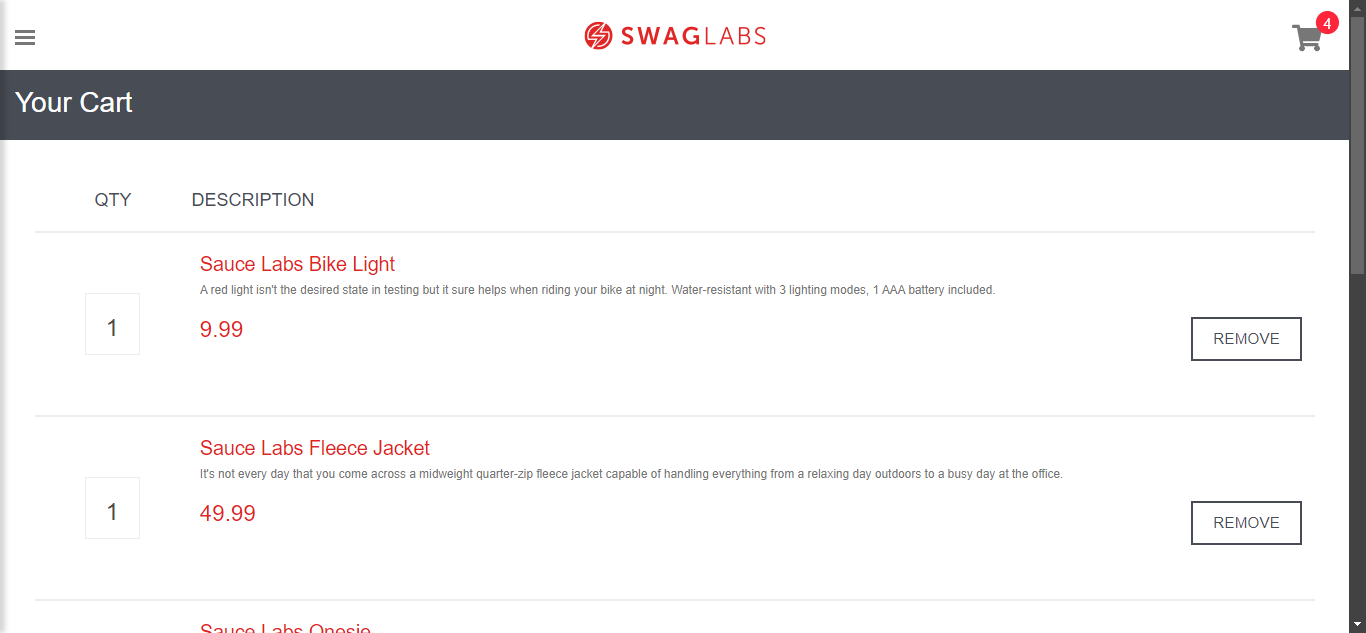 SWAGLABS
4
Your Cart
QTY DESCRIPTION
Sauce Labs Bike Light
A red light isn't the desired state in testing but it sure helps when riding your bike at night. Water-resistant with 3 lighting modes, 1 AAA battery included.
1
9.99
REMOVE
Sauce Labs Fleece Jacket
It's not every day that you come across a midweight quarter-zip fleece jacket capable of handling everything from a relaxing day outdoors to a busy day at the office.
1
49.99
REMOVE
Sauce Labs Onesie